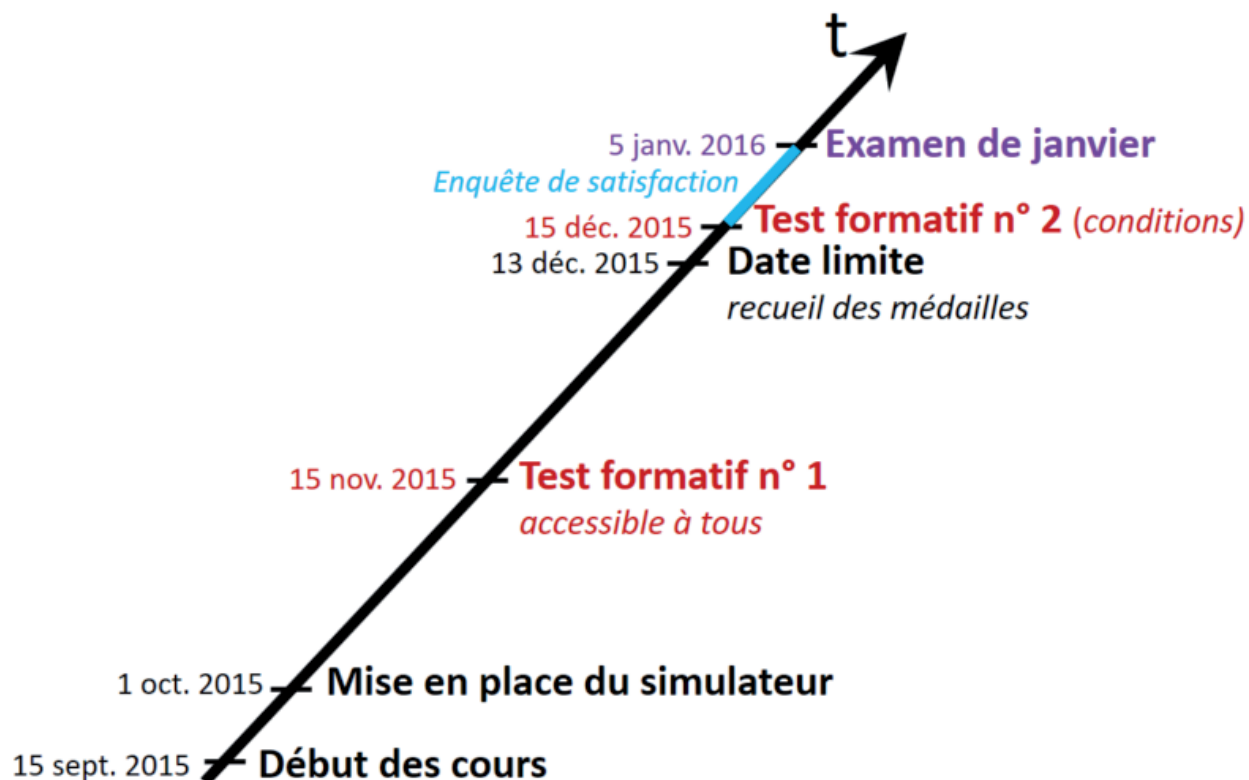 t
5 janv. 2016 Examen de janvier
Enquête de satisfaction
15 déc. 2015 Test formatif n° 2 (conditions)
13 déc. 2015 Date limite
recueil des médailles
15 nov. 2015 Test formatif n° 1
accessible à tous
1 oct. 2015 Mise en place du simulateur
15 sept. 2015 Début des cours